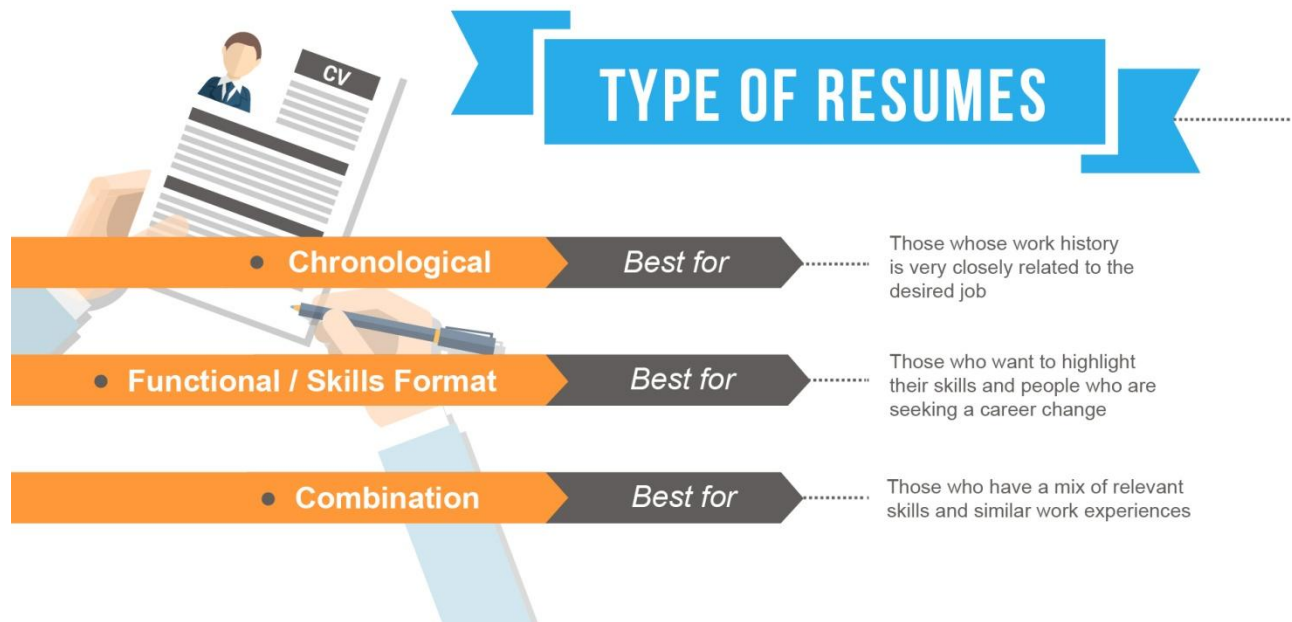 CV
TYPE OF RESUMES
• Chronological
Best for
Those whose work history
is very closely related to the
desired job
• Functional / Skills Format
Best for
Those who want to highlight
their skills and people who are
seeking a career change
• Combination
Best for
Those who have a mix of relevant
skills and similar work experiences